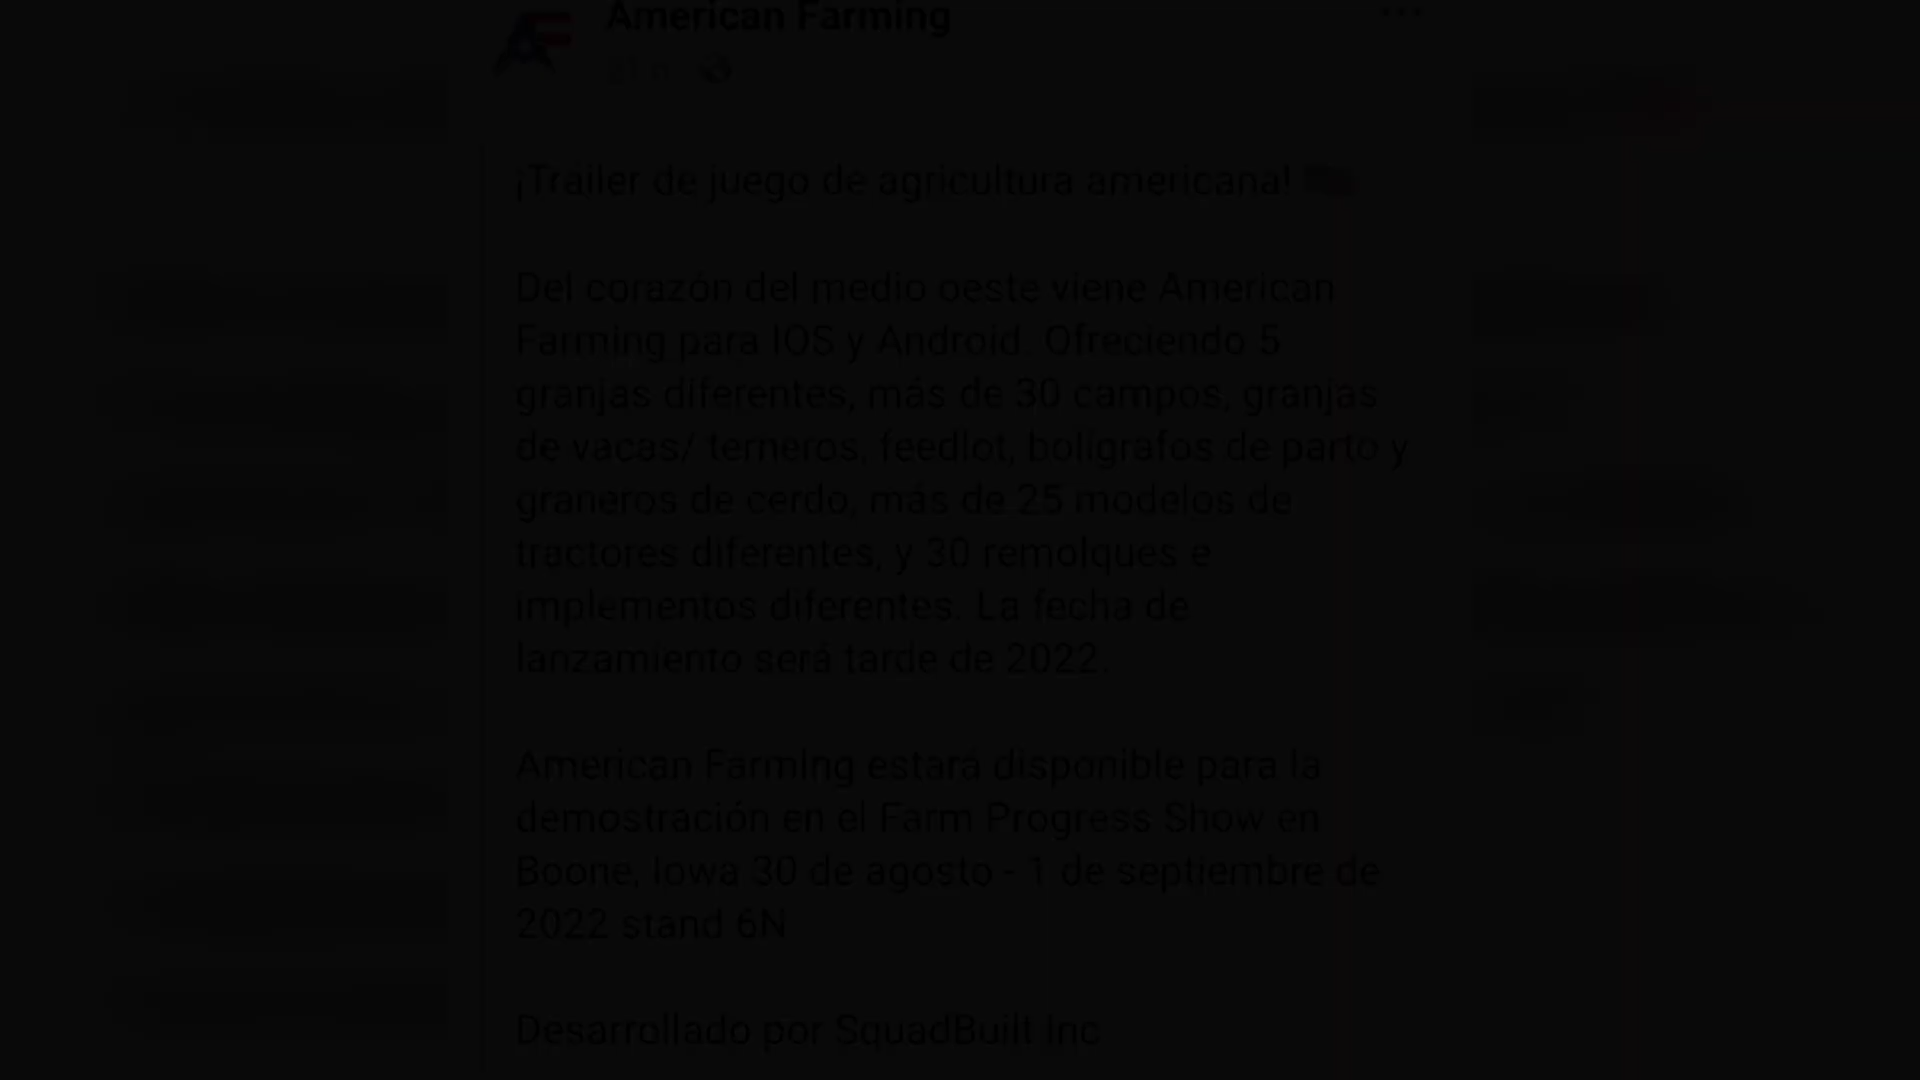 American Farming
21 h
¡Trailer de juego de agricultura americana!
Del corazón del medio oeste viene American
Farming para IOS y Android. Ofreciendo 5
granjas diferentes, más de 30 campos, granjas
de vacas/ terneros, feedlot, bolígrafos de parto y
graneros de cerdo, más de 25 modelos de
tractores diferentes, y 30 remolques e
implementos diferentes. La fecha de
lanzamiento será tarde de 2022.
American Farming estará disponible para la
demostración en el Farm Progress Show en
Boone, Iowa 30 de agosto - 1 de septiembre de
2022 stand 6N
Desarrollado por SquadBuilt Inc